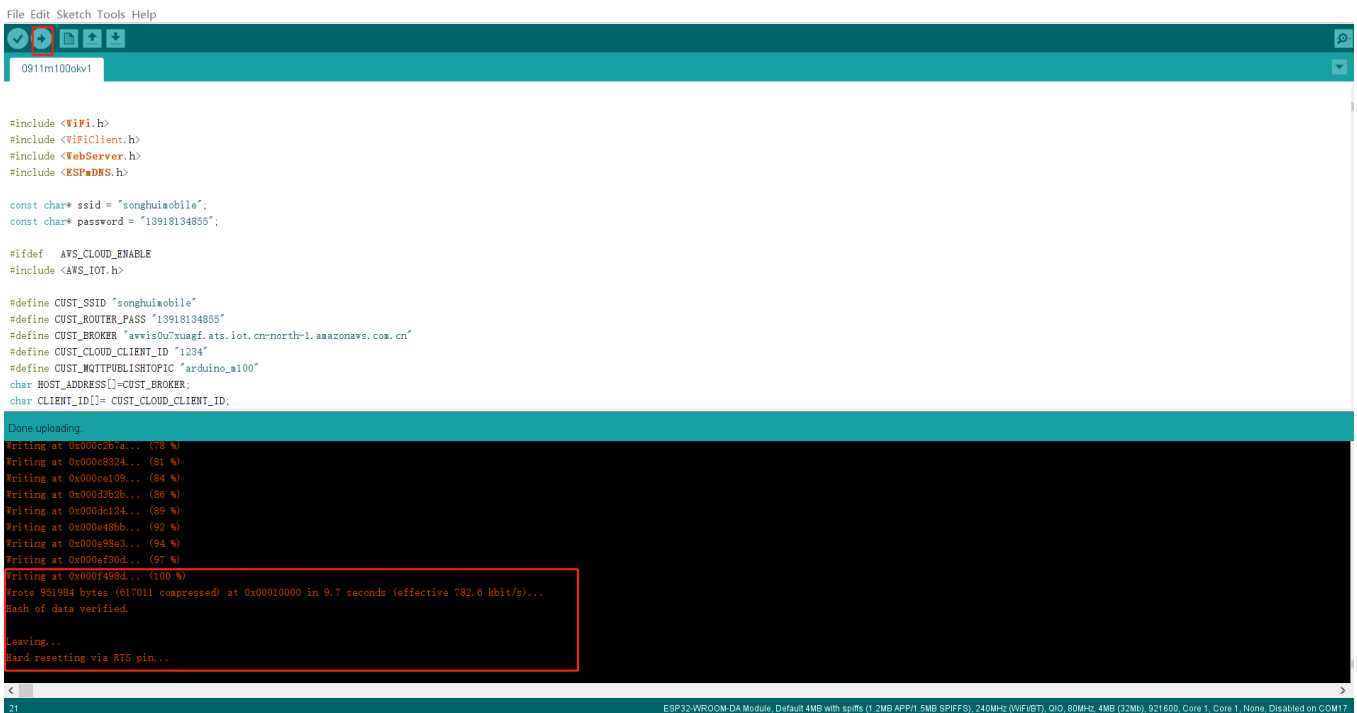 File Edit Sketch Tools Help
0911m100okv1
#include <WiFi.h>
#include <WiFiClient.h>
#include <WebServer.h>
#include <ESPmDNS.h>
const char* ssid = "songhuimobile";
const char* password = "13918134855";
#ifdef AWS_CLOUD_ENABLE
#include <AWS_IOT.h>
#define CUST_SSID "songhuimobile"
#define CUST_ROUTER_PASS "13918134855"
#define CUST_BROKER "awwis0u7xuagf.ats.iot.cn-north-1.amazonaws.com.cn"
#define CUST_CLOUD_CLIENT_ID "1234"
#define CUST_MQTTPUBLISHTOPIC "arduino_m100"
char HOST_ADDRESS[]=CUST_BROKER;
char CLIENT_ID[]= CUST_CLOUD_CLIENT_ID;
Done uploading.
Writing at 0x000c2b7a... (78 %)
Writing at 0x000c8324... (81 %)
Writing at 0x000ce109... (84 %)
Writing at 0x000d3b2b... (86 %)
Writing at 0x000dc124... (89 %)
Writing at 0x000e48bb... (92 %)
Writing at 0x000e98e3... (94 %)
Writing at 0x000ef30d... (97 %)
Writing at 0x000f498d... (100 %)
Wrote 951984 bytes (617011 compressed) at 0x00010000 in 9.7 seconds (effective 782.6 kbit/s)...
Hash of data verified.
Leaving...
Hard resetting via RTS pin...
21
ESP32-WROOM-DA Module, Default 4MB with spiffs (1.2MB APP/1.5MB SPIFFS), 240MHz (WiFi/BT), QIO, 80MHz, 4MB (32Mb), 921600, Core 1, Core 1, None, Disabled on COM17